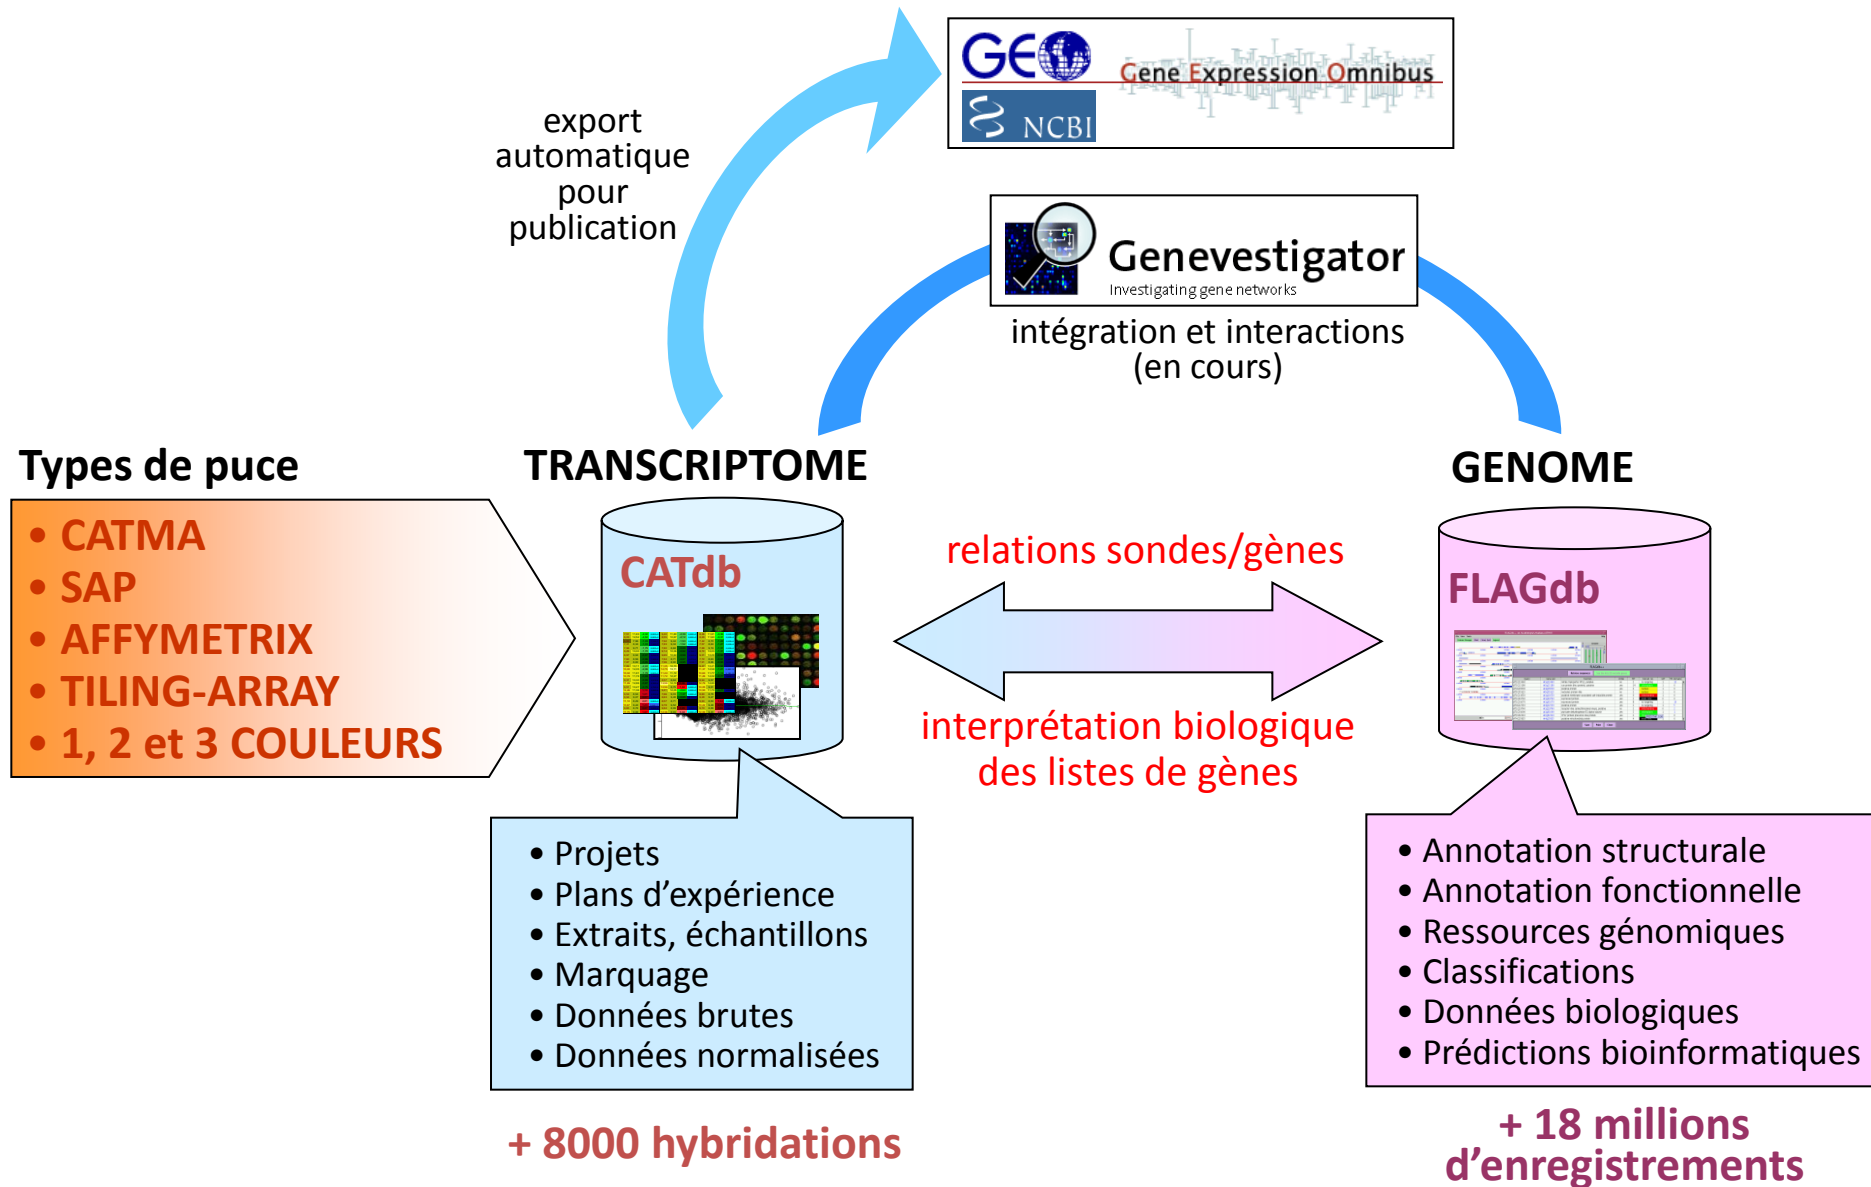 GEO
Gene Expression Omnibus
NCBI
export
automatique
pour
publication
Genevestigator
Investigating gene networks
intégration et interactions
(en cours)
Types de puce
• CATMA
• SAP
• AFFYMETRIX
• TILING-ARRAY
• 1, 2 et 3 COULEURS
TRANSCRIPTOME
CATdb
relations sondes/gènes
interprétation biologique
des listes de gènes
GENOME
FLAGdb
• Projets
• Plans d’expérience
• Extraits, échantillons
• Marquage
• Données brutes
• Données normalisées
+ 8000 hybridations
• Annotation structurale
• Annotation fonctionnelle
• Ressources génomiques
• Classifications
• Données biologiques
• Prédictions bioinformatiques
+ 18 millions
d’enregistrements